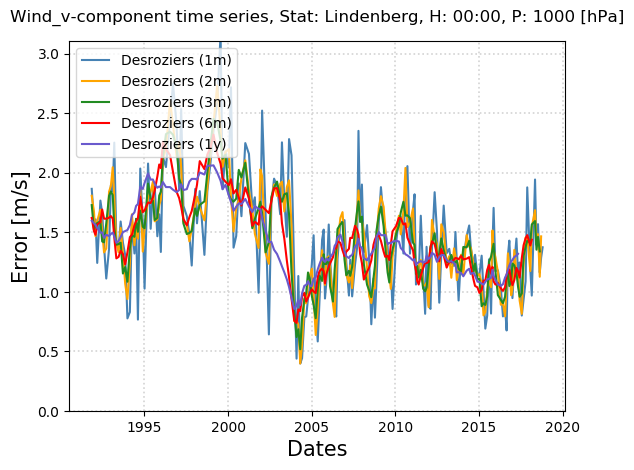 Wind_v-component time series, Stat: Lindenberg, H: 00:00, P: 1000 [hPa]
Desroziers (1m)
Desroziers (2m)
Desroziers (3m)
Desroziers (6m)
Desroziers (1y)
Error [m/s]
3.0
2.5
2.0
1.5
1.0
0.5
0.0
1995 2000 2005 2010 2015 2020
Dates